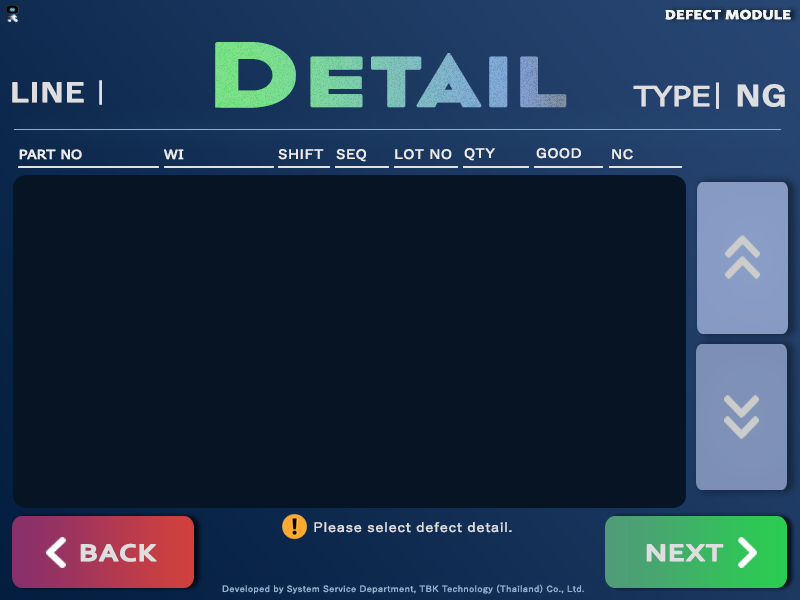 DEFECT MODULE
DETAIL
LINE |
TYPE| NG
PART NO WI SHIFT SEQ LOT NO QTY GOOD NC
! Please select defect detail.
BACK
NEXT
Developed by System Service Department, TBK Technology (Thailand) Co., Ltd.